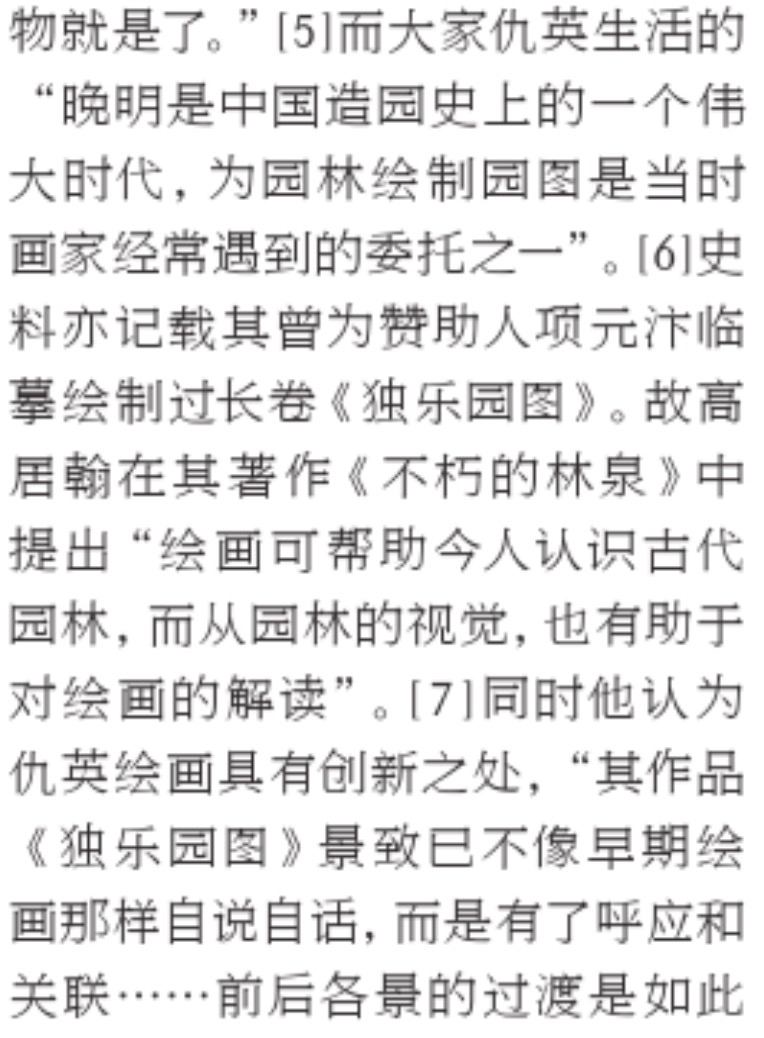 物就是了。”[5]而大家仇英生活的
“晚明是中国造园史上的一个伟
大时代，为园林绘制园图是当时
画家经常遇到的委托之一”。[6]史
料亦记载其曾为赞助人项元汴临
摹绘制过长卷《独乐园图》。故高
居翰在其著作《不朽的林泉》中
提出“绘画可帮助今人认识古代
园林，而从园林的视觉，也有助于
对绘画的解读”。[7]同时他认为
仇英绘画具有创新之处，“其作品
《独乐园图》景致已不像早期绘
画那样自说自话，而是有了呼应和
关联……前后各景的过渡是如此